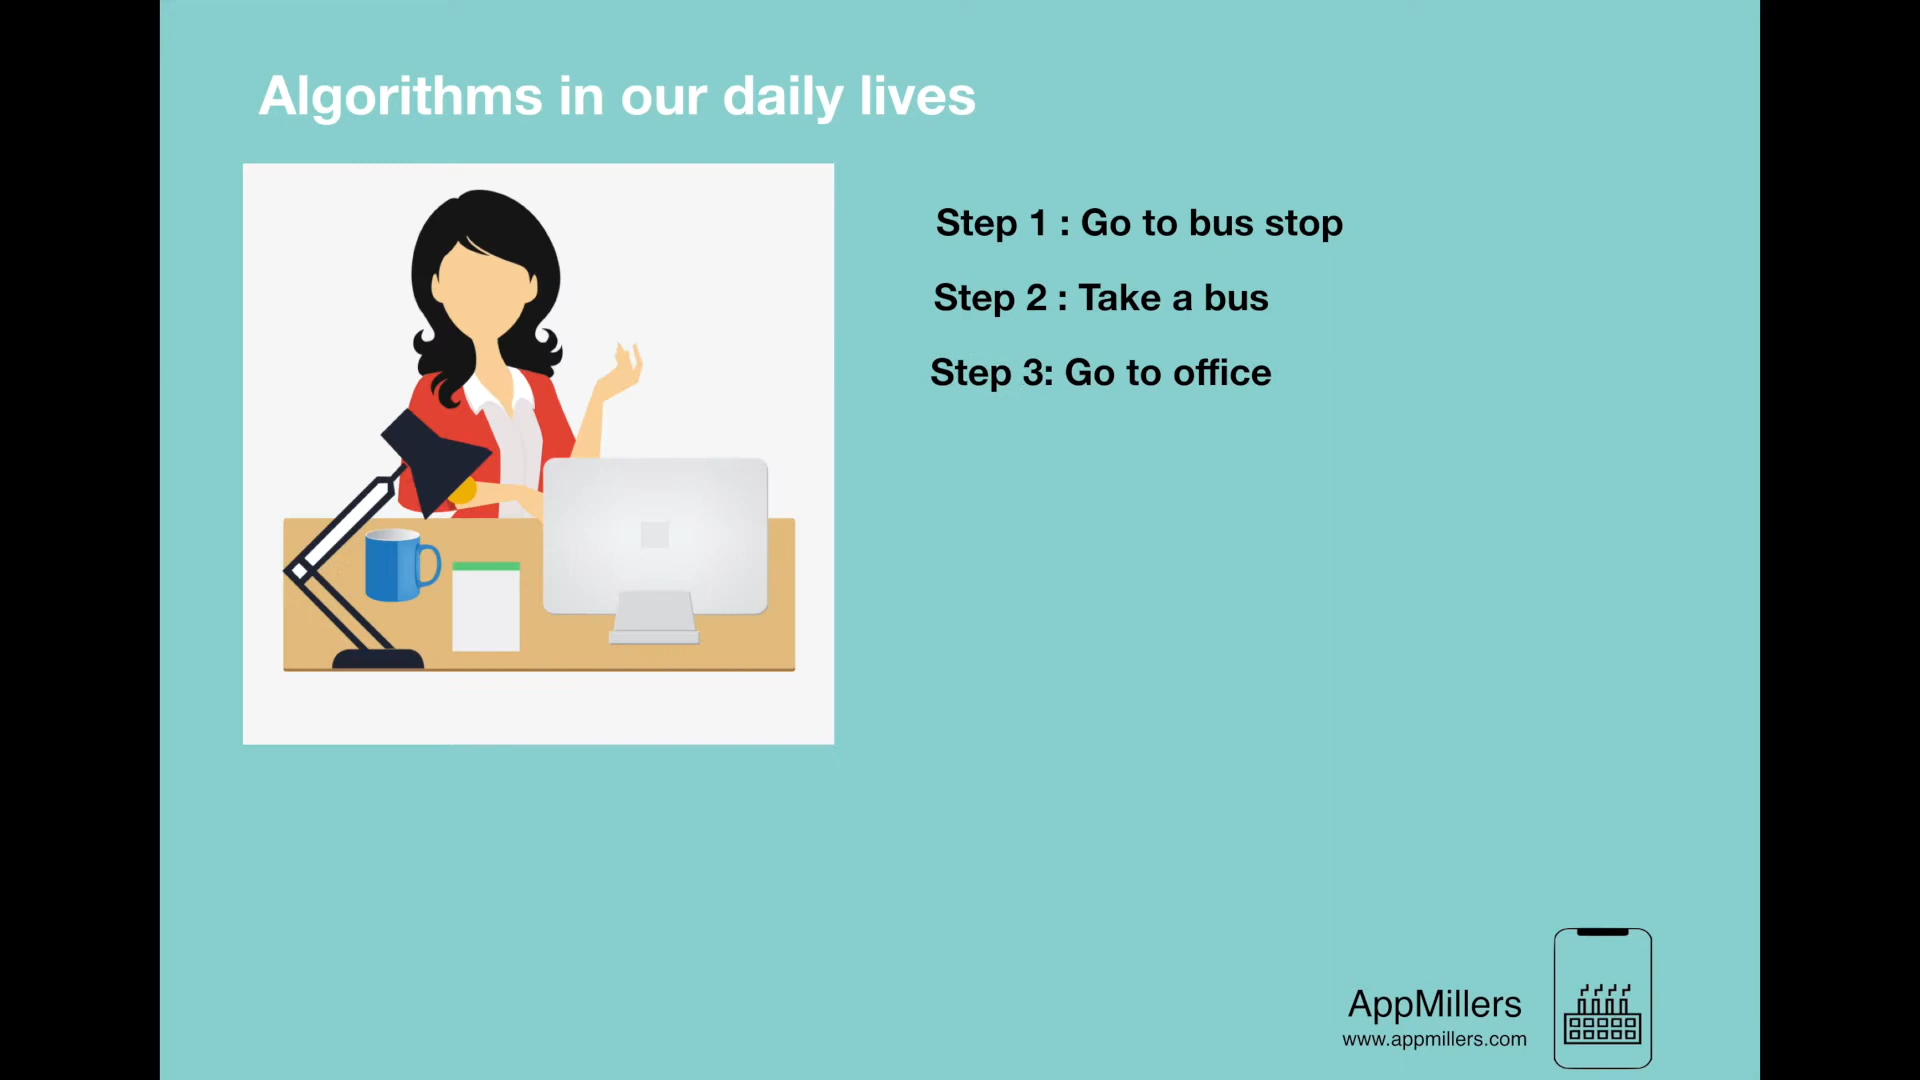 Algorithms in our daily lives
Step 1 : Go to bus stop
Step 2 : Take a bus
Step 3: Go to office
AppMillers
www.appmillers.com